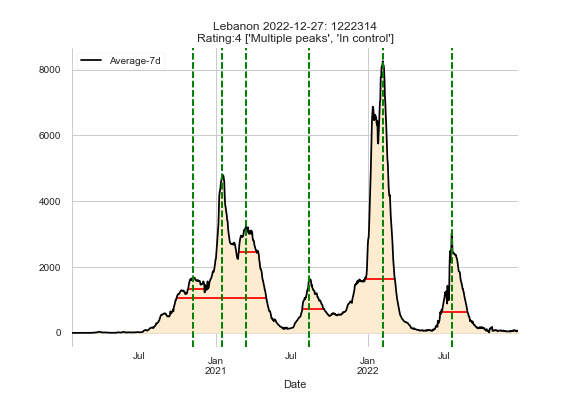 Lebanon 2022-12-27: 1222314
Rating:4 ['Multiple peaks', 'In control']
Average-7d
8000
6000
4000
2000
0
Jul
Jan
2021
Jul
Jan
2022
Jul
Date